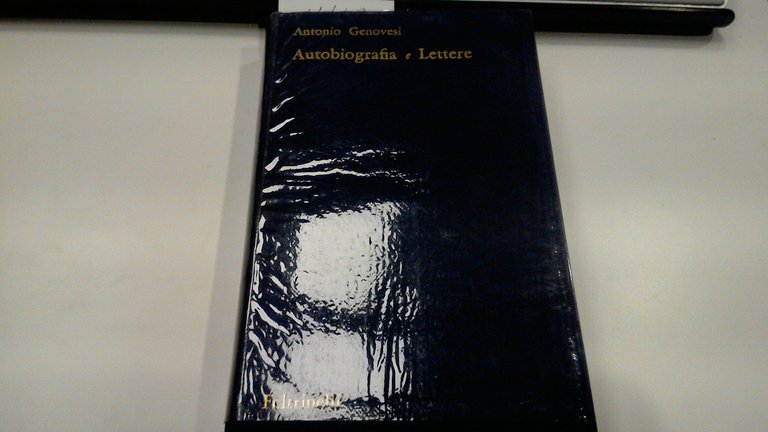 Antonio Genovesi
Autobiografia e Lettere
Feltrinelli